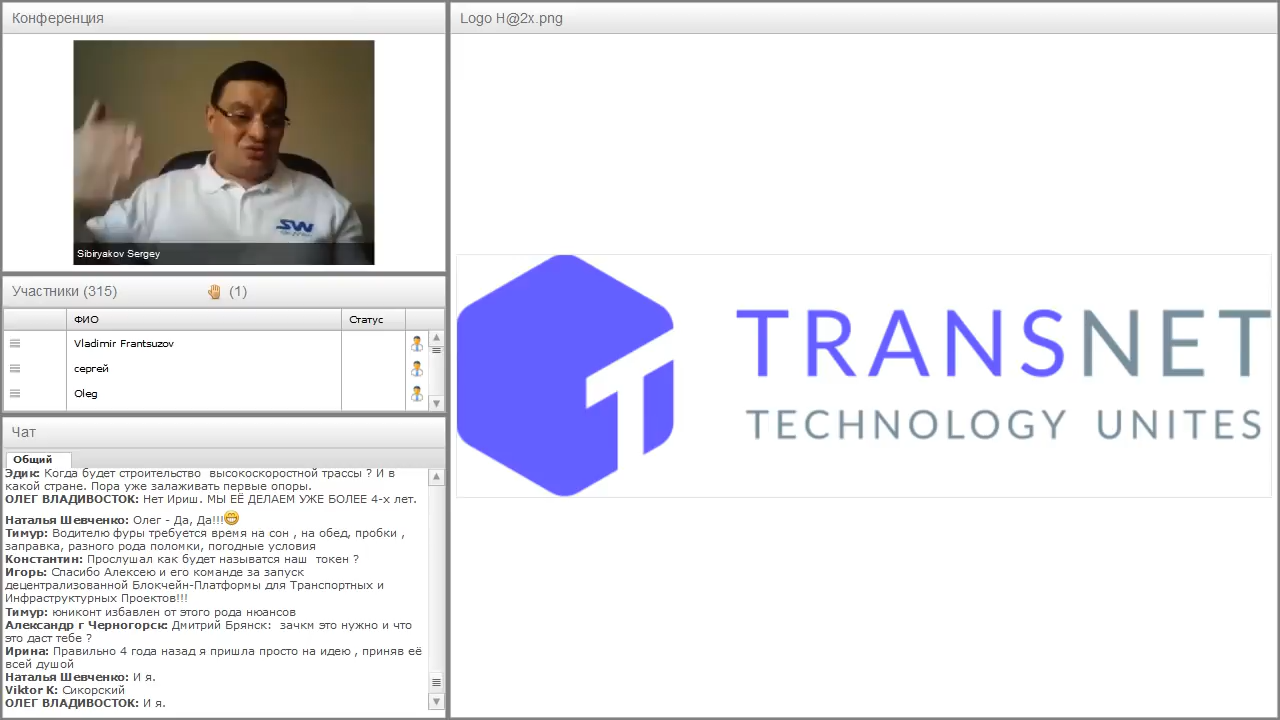 Конференция
Sibiryakov Sergey
Участники (315)
(1)
ФИО
Статус
Vladimir Frantsuzov
сергей
Oleg
Чат
Общий
Эдик: Когда будет строительство высокоскоростной трассы ? И в
какой стране. Пора уже залаживать первые опоры.
ОЛЕГ ВЛАДИВОСТОК: Нет Ириш. МЫ ЕЁ ДЕЛАЕМ УЖЕ БОЛЕЕ 4-х лет.
Наталья Шевченко: Олег - Да, Да!!!
Тимур: Водителю фуры требуется время на сон , на обед, пробки ,
заправка, разного рода поломки, погодные условия
Константин: Прослушал как будет называтся наш токен ?
Игорь: Спасибо Алексею и его команде за запуск
децентрализованной Блокчейн-Платформы для Транспортных и
Инфраструктурных Проектов!!!
Тимур: юниконт избавлен от этого рода нюансов
Александр г Черногорск: Дмитрий Брянск: зачкм это нужно и что
это даст тебе ?
Ирина: Правильно 4 года назад я пришла просто на идею , приняв её
всей душой
Наталья Шевченко: И я.
Viktor K: Сикорский
ОЛЕГ ВЛАДИВОСТОК: И я.
Logo H@2x.png
TRANSNET
TECHNOLOGY UNITES
SW